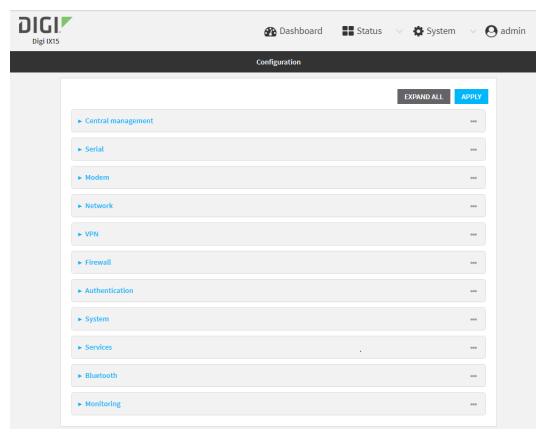 DIGI
Digi IX15
Dashboard Status System admin
Configuration
EXPAND ALL APPLY
Central management
Serial
Modem
Network
VPN
Firewall
Authentication
System
Services
Bluetooth
Monitoring